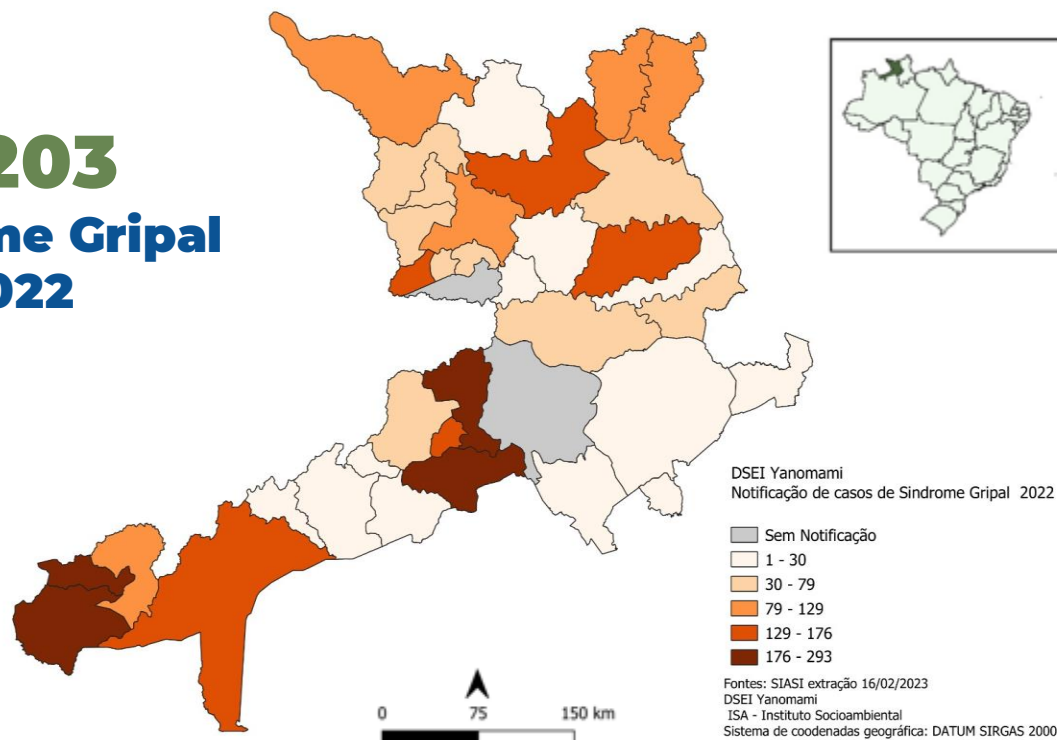 203
me Gripal
022
DSEI Yanomami
Notificação de casos de Sindrome Gripal 2022
Sem Notificação
1 - 30
30 - 79
79 - 129
129 - 176
176 - 293
Fontes: SIASI extração 16/02/2023
DSEI Yanomami
ISA - Instituto Socioambiental
Sistema de coodenadas geográfica: DATUM SIRGAS 2000
0 75 150 km